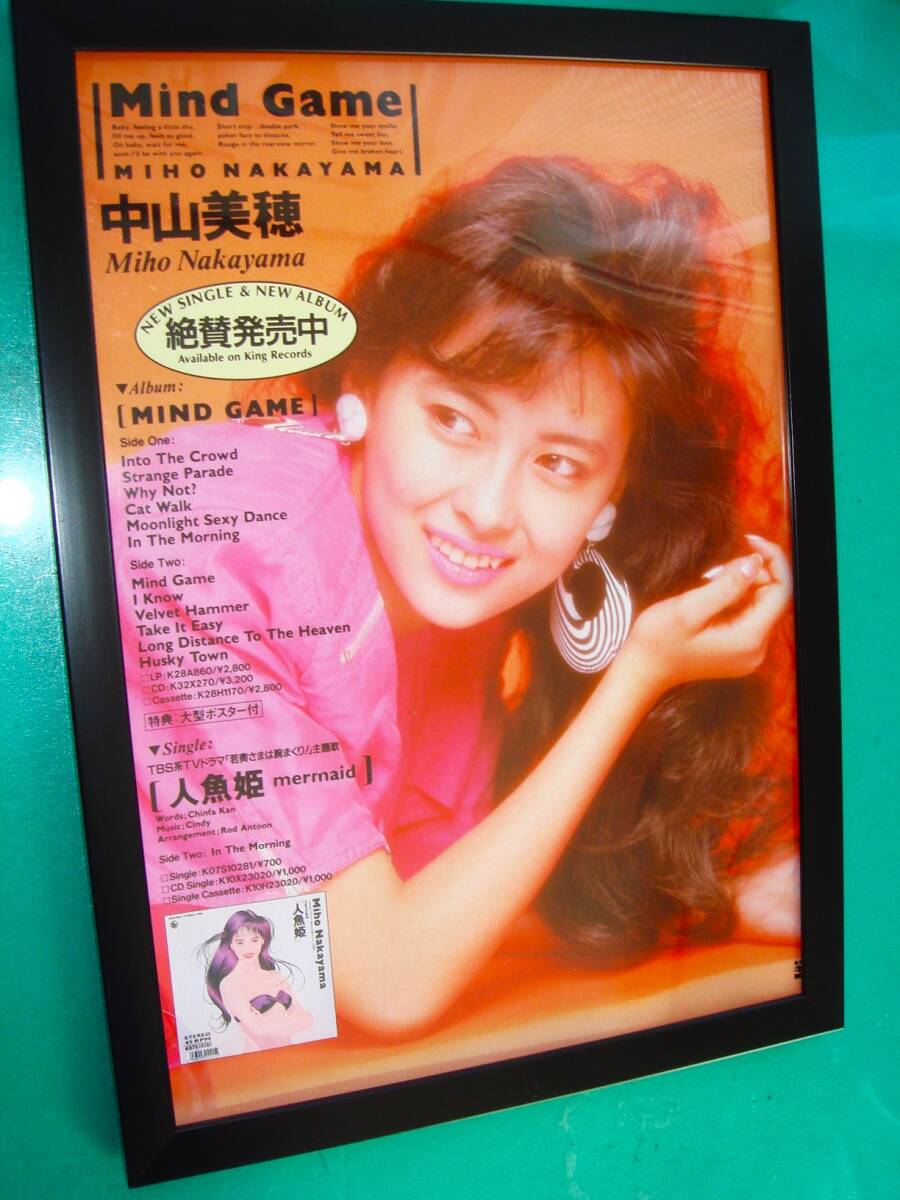 Mind Game
Baby, feeling a little shy,
fill me up, feels so good.
Oh baby, wait for me,
soon I'll be with you again.
Short stop...double park,
poker face to disguise,
Rouge in the rearview mirror.
Show me your smile.
Tell me sweet lies.
Show me your love.
Give me broken heart.
MIHO NAKAYAMA
中山美穂
Miho Nakayama
NEW SINGLE & NEW ALBUM
絶賛発売中
Available on King Records
▼Album:
[MIND GAME]
Side One:
Into The Crowd
Strange Parade
Why Not?
Cat Walk
Moonlight Sexy Dance
In The Morning
Side Two:
Mind Game
I Know
Velvet Hammer
Take It Easy
Long Distance To The Heaven
Husky Town
□LP:K28A860/¥2,800
□CD:K32X270/¥3,200
□Cassette:K28H1170/¥2,800
特典:大型ポスター付
▼Single:
TBS系TVドラマ「若奥さまは腕まくり!」主題歌
[人魚姫 mermaid]
Words; Chinfa Kan
Music; Cindy
Arrangement; Rod Antoon
Side Two: In The Morning
□Single:K07S10281/¥700
□CD Single:K10X23020/¥1,000
□Single Cassette:K10H23020/¥1,000
Miho Nakayama
人魚姫
STEREO
45 RPM
K07S10281